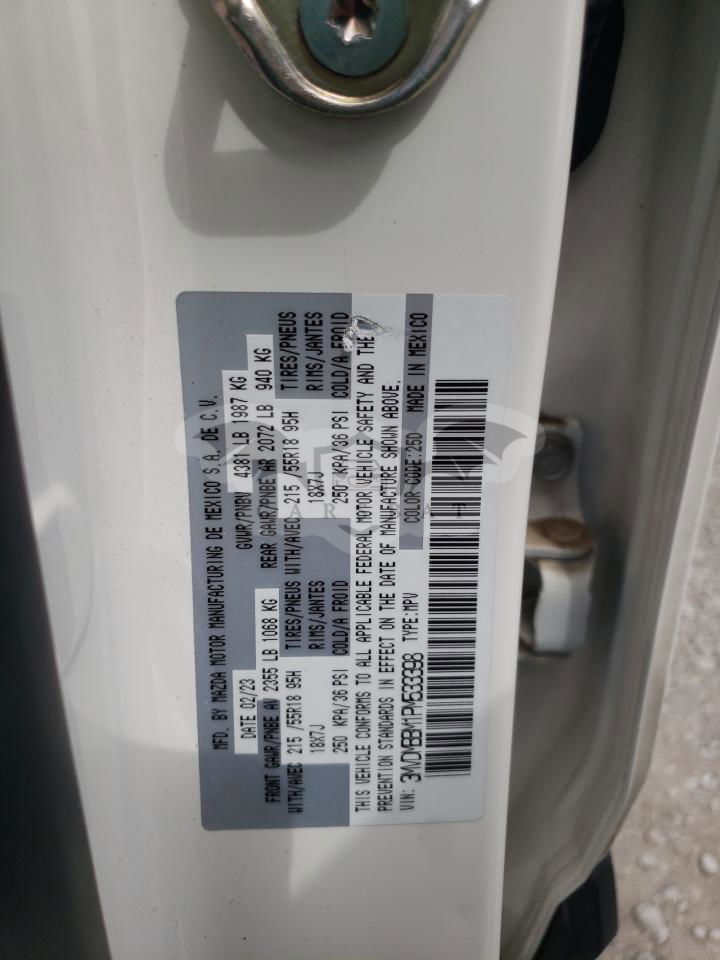 MFD. BY MAZDA MOTOR MANUFACTURING DE MEXICO S.A. DE C.V.
DATE 02/23 GVWR/PNBV 4381 LB 1987 KG
FRONT GAWR/PNBE AV 2355 LB 1068 KG REAR GAWR/PNBE AR 2072 LB 940 KG
WITH/AVEC 215 /55R18 95H TIRES/PNEUS WITH/AVEC 215 /55R18 95H TIRES/PNEUS
18X7J RIMS/JANTES 18X7J RIMS/JANTES
250 KPA/36 PSI COLD/A FROID 250 KPA/36 PSI COLD/A FROID
THIS VEHICLE CONFORMS TO ALL APPLICABLE FEDERAL MOTOR VEHICLE SAFETY AND THE
PREVENTION STANDARDS IN EFFECT ON THE DATE OF MANUFACTURE SHOWN ABOVE.
VIN: 3MVDMBBM1PM533398 TYPE:MPV COLOR CODE:25D MADE IN MEXICO